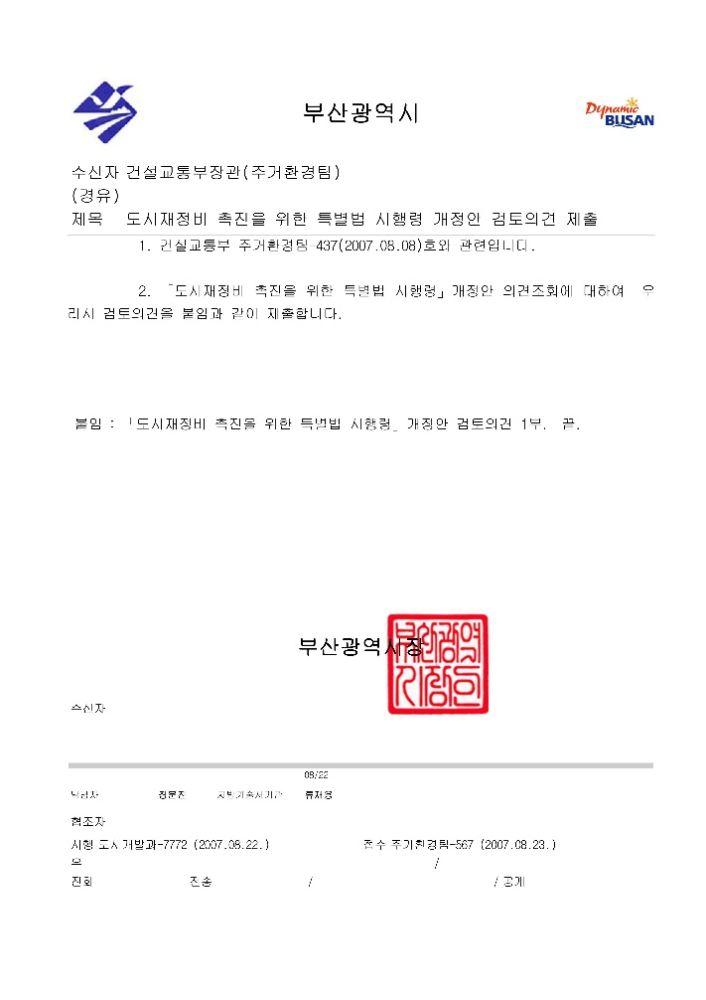 부산광역시
Dynamic
BUSAN
수신자 건설교통부장관(주거환경팀)
(경유)
제목 도시재정비 촉진을 위한 특별법 시행령 개정안 검토의견 제출
1. 건설교통부 주거환경팀-437(2007.08.08)호와 관련입니다.
2. 「도시재정비 촉진을 위한 특별법 시행령」개정안 의견조회에 대하여 우
리시 검토의견을 붙임과 같이 제출합니다.
붙임 : 「도시재정비 촉진을 위한 특별법 시행령」 개정안 검토의견 1부. 끝.
부산광역시장
수신자
08/22
담당자 정문진 지방기술서기관 류재용
협조자
시행 도시개발과-7772 (2007.08.22.) 접수 주거환경팀-567 (2007.08.23.)
우 /
전화 전송 / / 공개